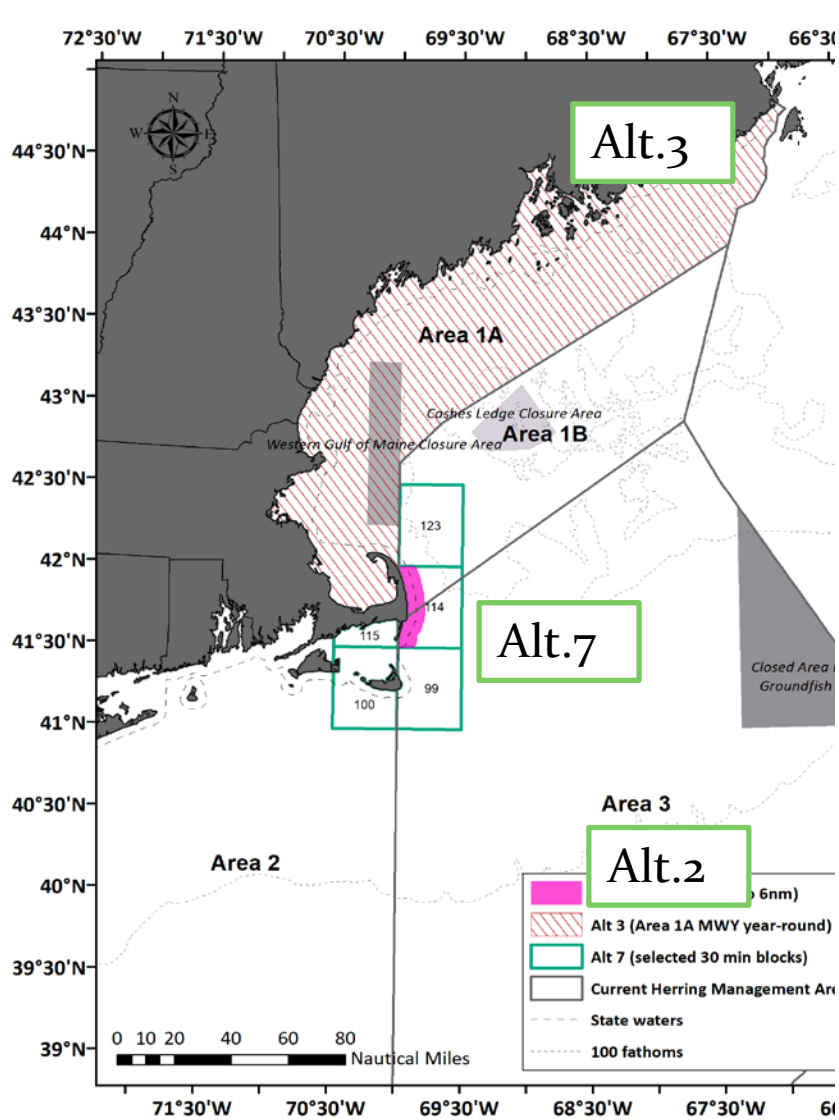 72°30'W 71°30'W 70°30'W 69°30'W 68°30'W 67°30'W 66°30'
N
W E
S
44°30'N
44°N
43°30'N
43°N
42°30'N
42°N
41°30'N
41°N
40°30'N
40°N
39°30'N
39°N
Alt.3
Area 1A
Cashes Ledge Closure Area
Western Gulf of Maine Closure Area
Area 1B
123
114
115
Alt.7
Closed Area
Groundfish
99
100
Area 3
Area 2
Alt.2
6nm)
Alt 3 (Area 1A MWY year-round)
Alt 7 (selected 30 min blocks)
Current Herring Management Are
State waters
100 fathoms
0 10 20 40 60 80
Nautical Miles
71°30'W 70°30'W 69°30'W 68°30'W 67°30'W 66